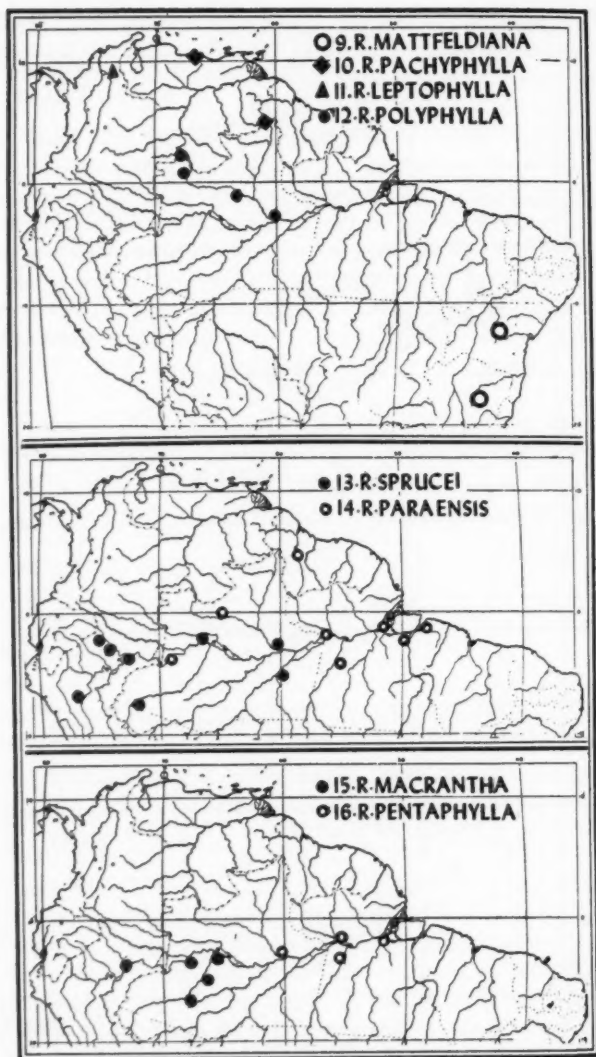 9.R.MATTFELDIANA
10.R.PACHYPHYLLA
11.R.LEPTOPHYLLA
12.R.POLYPHYLLA
13.R.SPRUCEI
14.R.PARAENSIS
15.R.MACRANTHA
16.R.PENTAPHYLLA